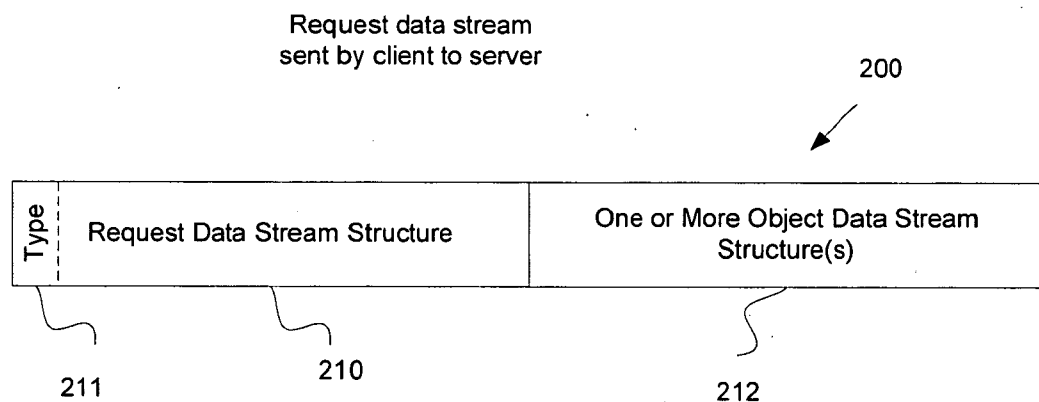 Request data stream
sent by client to server
200
Type
Request Data Stream Structure
One or More Object Data Stream
Structure(s)
211
210
212